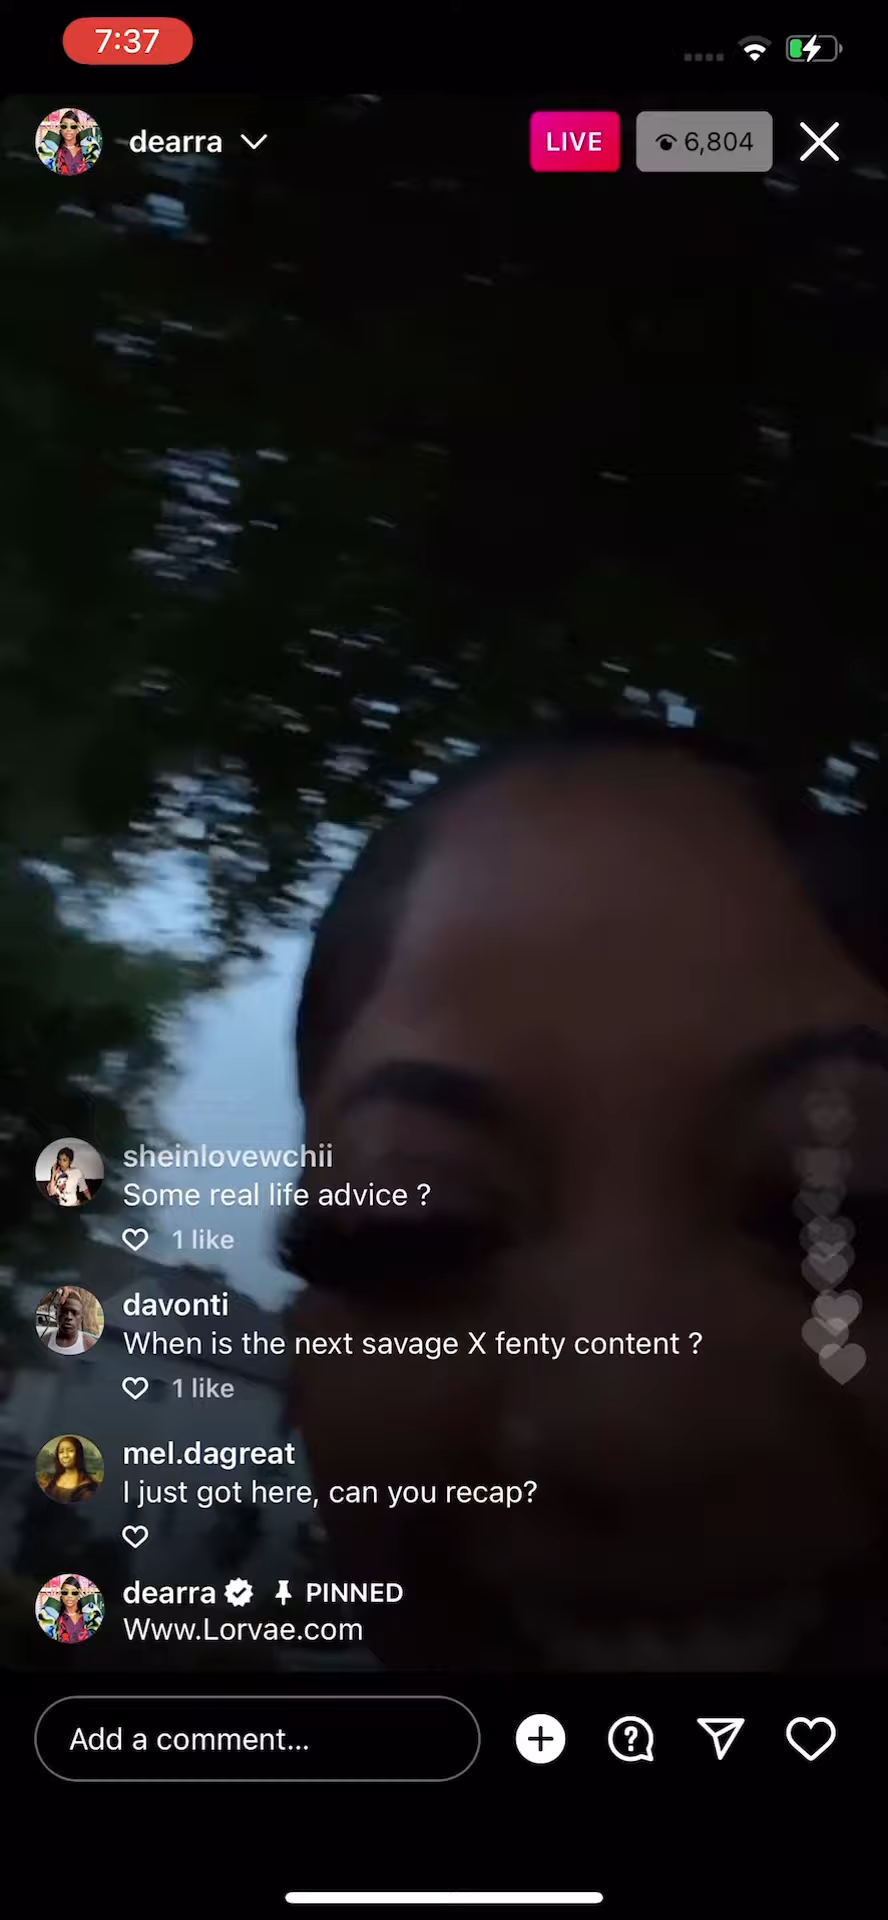 7:37
dearra
LIVE
6,804
sheinlovewchii
Some real life advice ?
1 like
davonti
When is the next savage X fenty content ?
1 like
mel.dagreat
I just got here, can you recap?
dearra PINNED
Www.Lorvae.com
Add a comment...